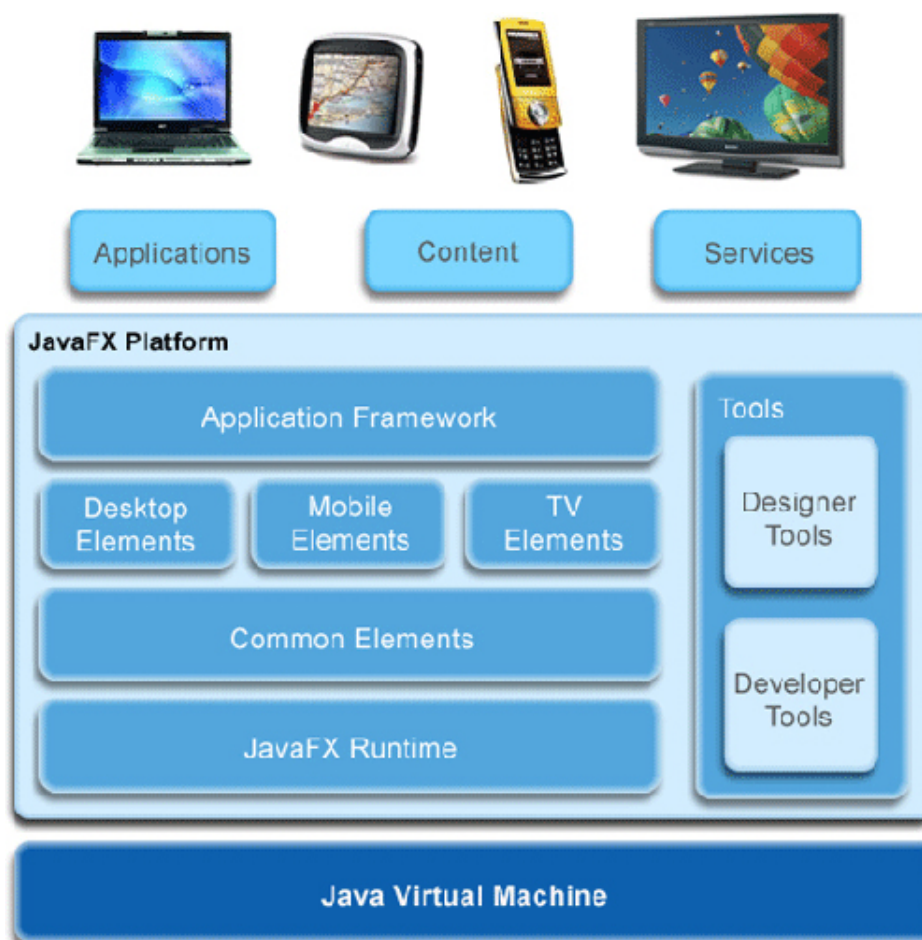 Applications
Content
Services
JavaFX Platform
Application Framework
Desktop
Elements
Mobile
Elements
TV
Elements
Common Elements
JavaFX Runtime
Tools
Designer
Tools
Developer
Tools
Java Virtual Machine